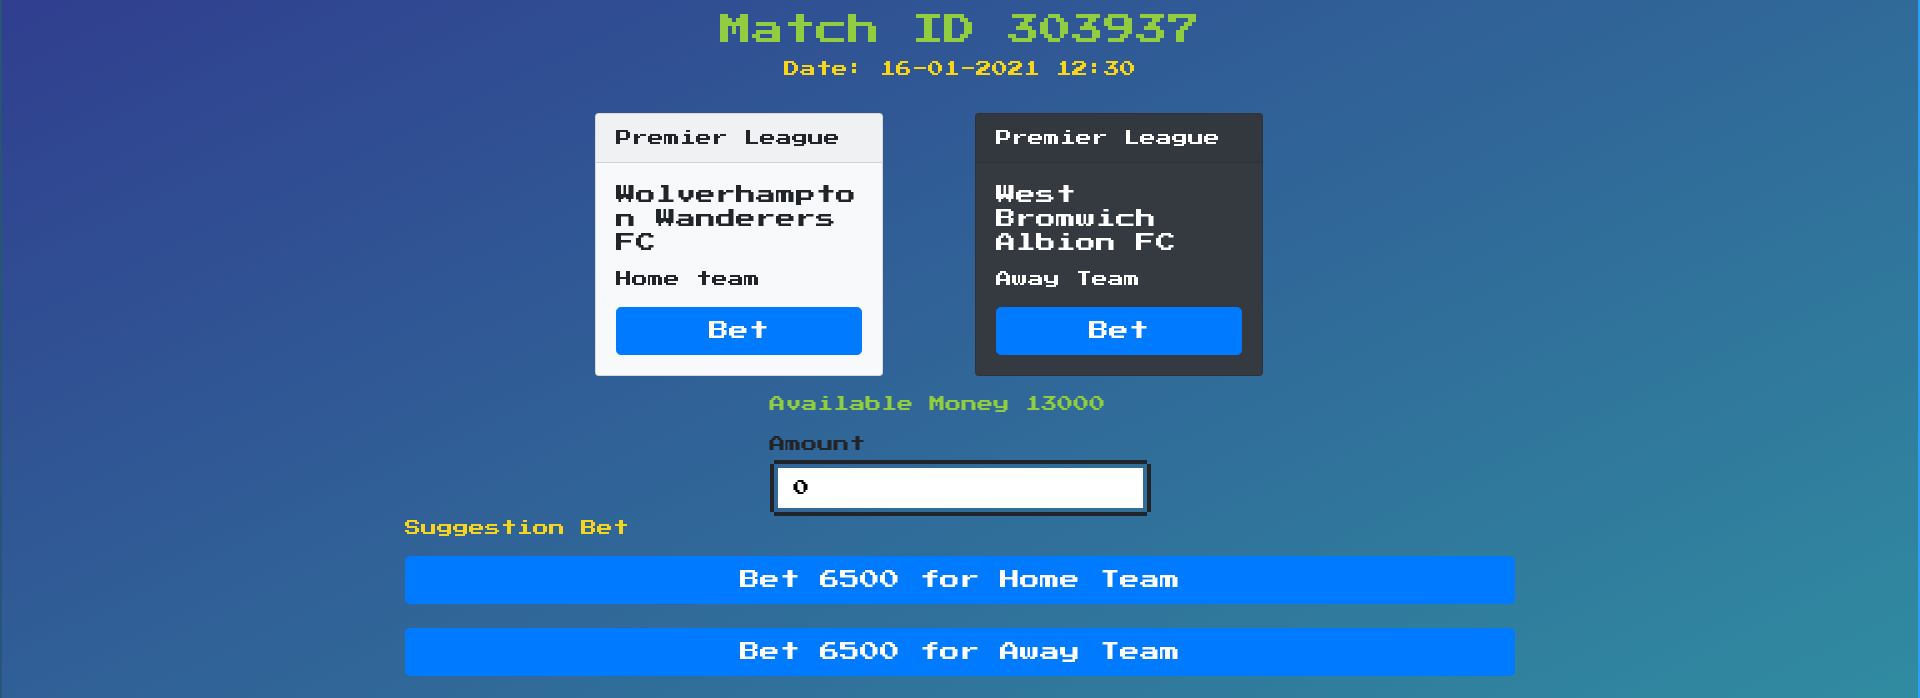 Match ID 303937
Date: 16-01-2021 12:30
Premier League
Wolverhampto
n Wanderers
FC
Home team
Bet
Premier League
West
Bromwich
Albion FC
Away Team
Bet
Available Money 13000
Amount
0
Suggestion Bet
Bet 6500 for Home Team
Bet 6500 for Away Team